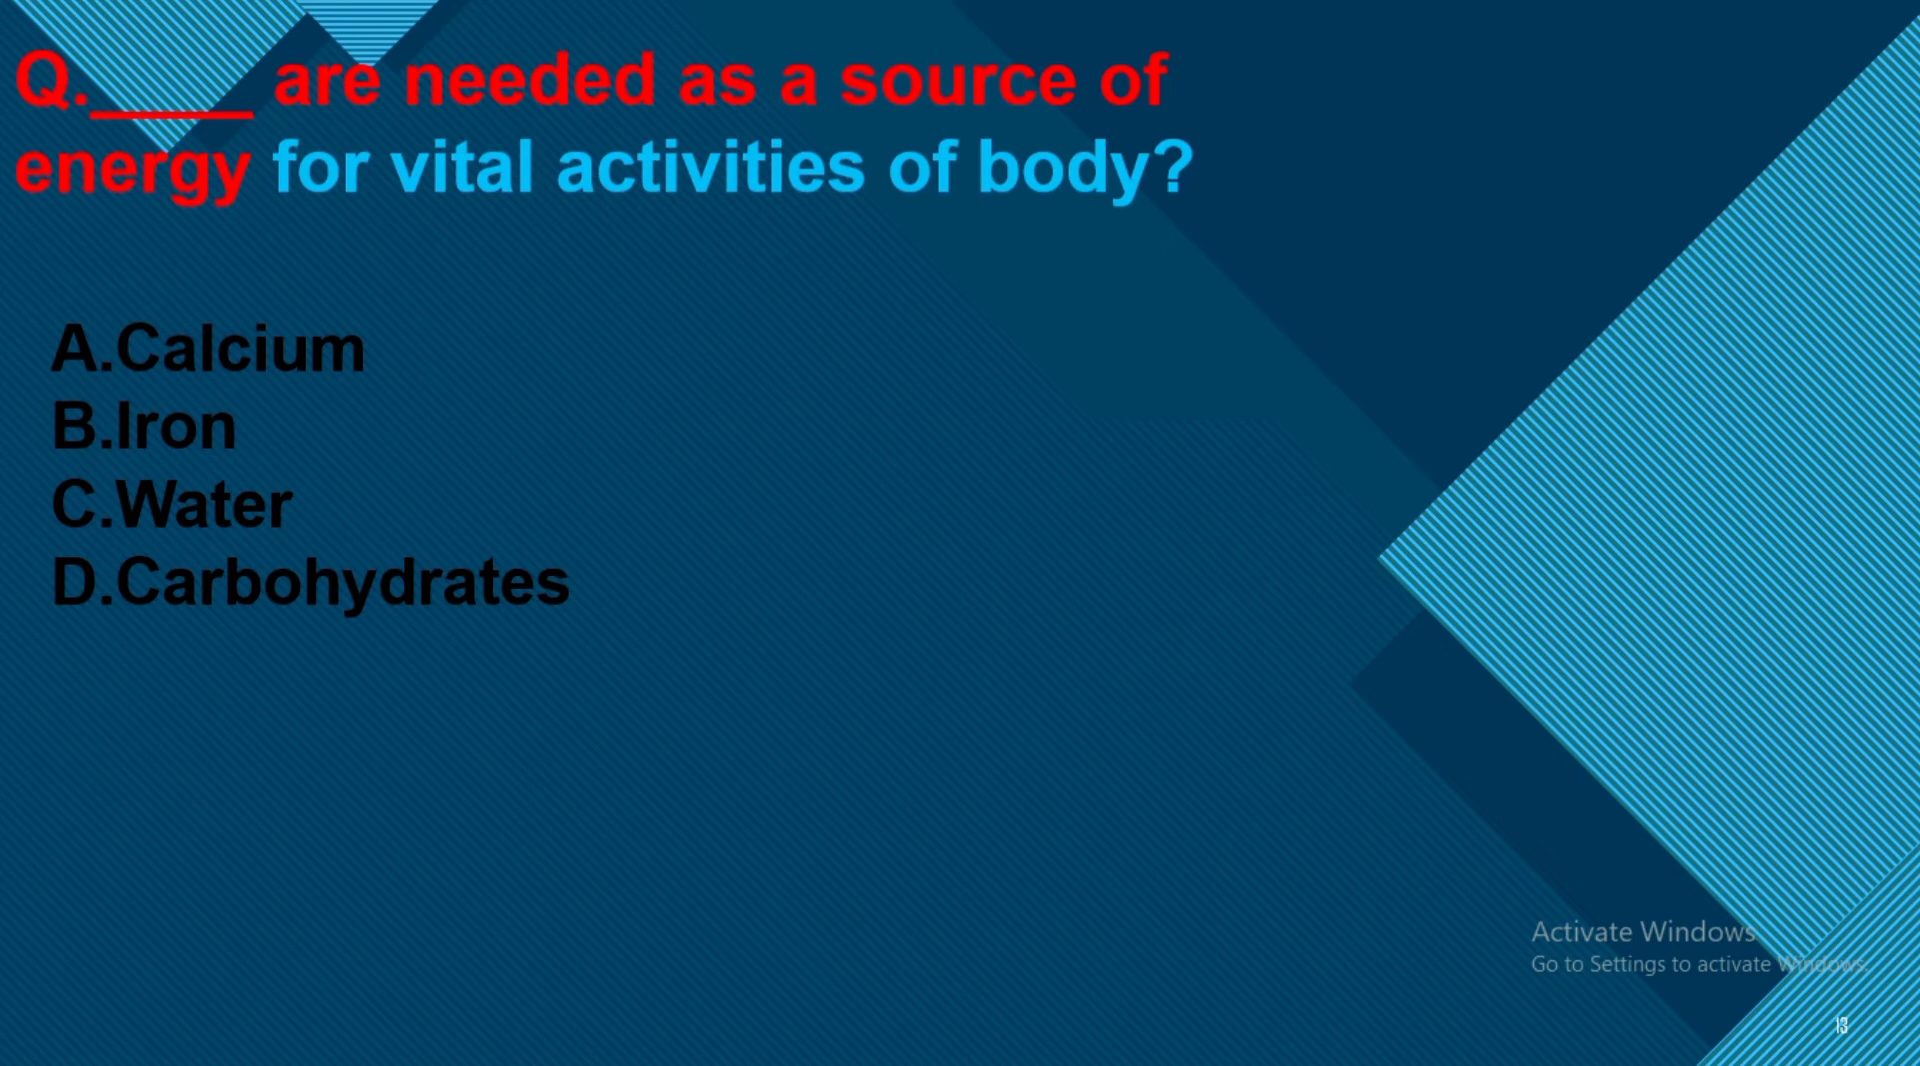 Q.____ are needed as a source of
energy for vital activities of body?
A.Calcium
B.Iron
C.Water
D.Carbohydrates
Activate Windows
Go to Settings to activate Windows.
13